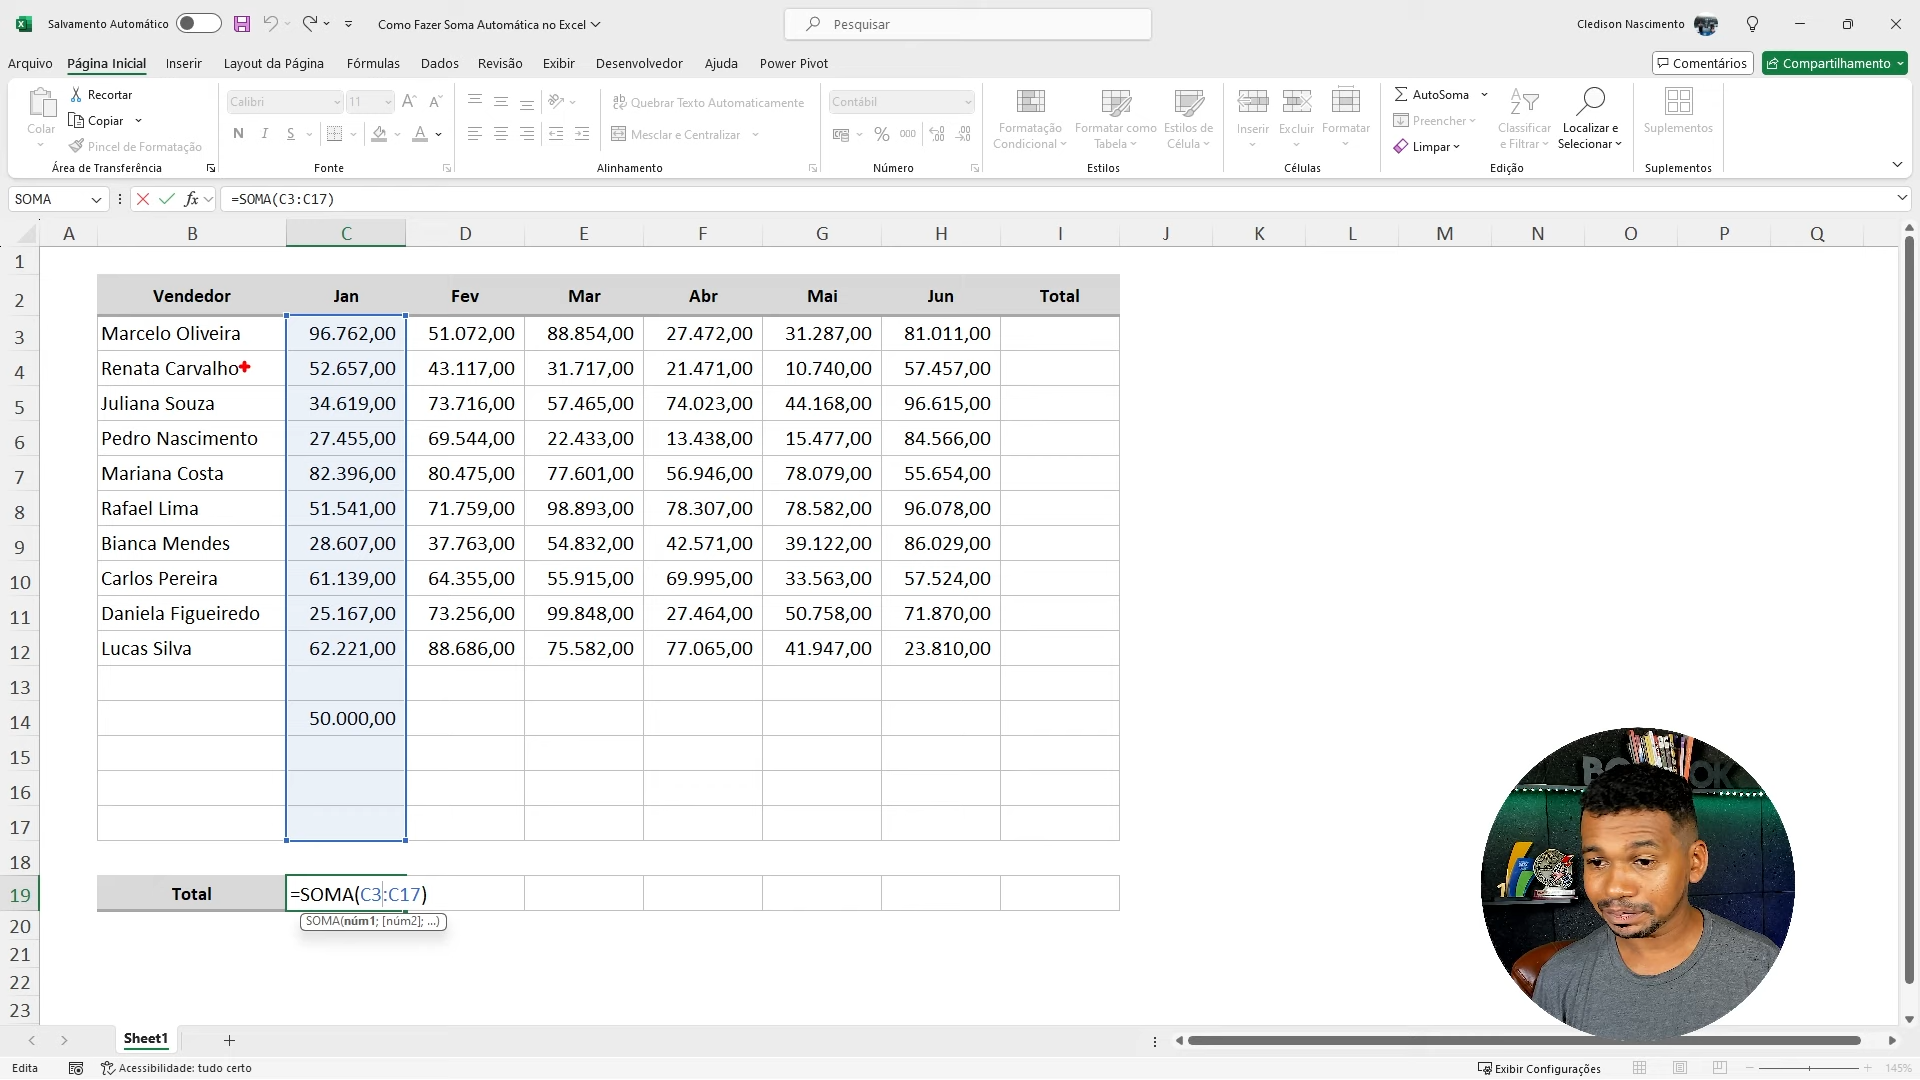 Salvamento Automático
Como Fazer Soma Automática no Excel
Pesquisar
Cledison Nascimento
Arquivo Página Inicial Inserir Layout da Página Fórmulas Dados Revisão Exibir Desenvolvedor Ajuda Power Pivot Comentários Compartilhamento
Colar
Recortar
Copiar
Pincel de Formatação
Área de Transferência
Calibri 11
N I S
Fonte
Quebrar Texto Automaticamente
Mesclar e Centralizar
Alinhamento
Contábil
% 000
Número
Formatação Condicional
Formatar como Tabela
Estilos de Célula
Estilos
Inserir Excluir Formatar
Células
AutoSoma
Preencher
Limpar
Classificar e Filtrar
Localizar e Selecionar
Edição
Suplementos
Suplementos
SOMA fx =SOMA(C3:C17)
A B C D E F G H I J K L M N O P Q
1
2 Vendedor Jan Fev Mar Abr Mai Jun Total
3 Marcelo Oliveira 96.762,00 51.072,00 88.854,00 27.472,00 31.287,00 81.011,00
4 Renata Carvalho 52.657,00 43.117,00 31.717,00 21.471,00 10.740,00 57.457,00
5 Juliana Souza 34.619,00 73.716,00 57.465,00 74.023,00 44.168,00 96.615,00
6 Pedro Nascimento 27.455,00 69.544,00 22.433,00 13.438,00 15.477,00 84.566,00
7 Mariana Costa 82.396,00 80.475,00 77.601,00 56.946,00 78.079,00 55.654,00
8 Rafael Lima 51.541,00 71.759,00 98.893,00 78.307,00 78.582,00 96.078,00
9 Bianca Mendes 28.607,00 37.763,00 54.832,00 42.571,00 39.122,00 86.029,00
10 Carlos Pereira 61.139,00 64.355,00 55.915,00 69.995,00 33.563,00 57.524,00
11 Daniela Figueiredo 25.167,00 73.256,00 99.848,00 27.464,00 50.758,00 71.870,00
12 Lucas Silva 62.221,00 88.686,00 75.582,00 77.065,00 41.947,00 23.810,00
13
14 50.000,00
15
16
17
18
19 Total =SOMA(C3:C17)
SOMA(núm1; [núm2]; ...)
20
21
22
23
Sheet1
Edita Acessibilidade: tudo certo Exibir Configurações 145%